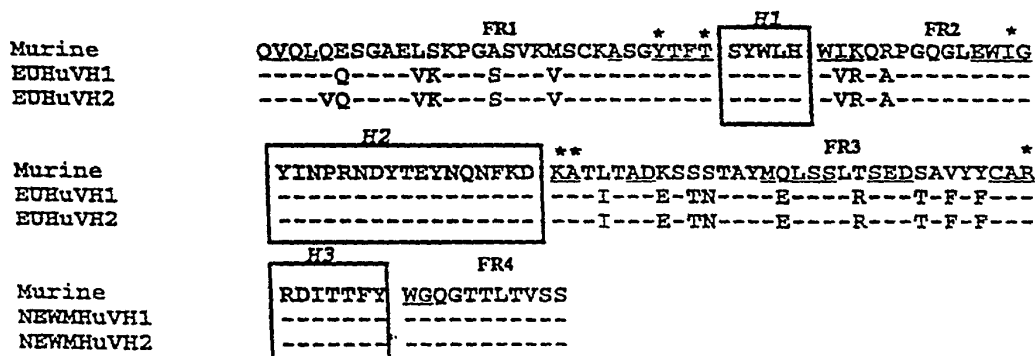 FR1 * * H1 FR2 *
Murine QVQLQESGAELSKPGASVKMSCKASGYTFT SYWLH WIKQRPGQGLEWIG
EUHuVH1 -----Q----VK---S---M---------- ----- -VR-A---------
EUHuVH2 ----VQ----VK---S---M---------- ----- -VR-A---------
H2 ** FR3 *
Murine YINPRNDYTEYNQNFKD KATLTADKSSSTAYMQLSSLTSEDSAVYYCAR
EUHuVH1 ----------------- ---I---E-TN----E----R---T-F-F---
EUHuVH2 ----------------- ---I---E-TN----E----R---T-F-F---
H3 FR4
Murine RDITTFY WGQGTTLTVSS
NEWMHuVH1 ------- -----------
NEWMHuVH2 ------- -----------